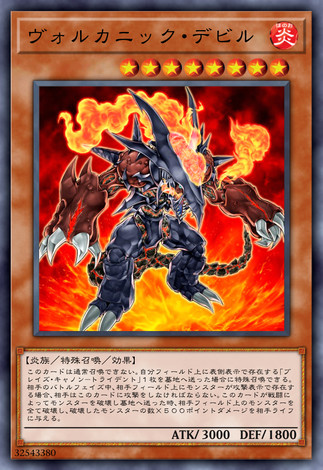 ヴォルカニック・デビル
炎
【炎族／特殊召喚／効果】
このカードは通常召喚できない。自分フィールド上に表側表示で存在する「ブ
レイズ・キャノン－トライデント」１枚を墓地へ送った場合に特殊召喚できる。
相手のバトルフェイズ中、相手フィールド上にモンスターが攻撃表示で存在す
る場合、相手はこのカードに攻撃をしなければならない。このカードが戦闘に
よってモンスターを破壊し墓地へ送った時、相手フィールド上のモンスターを
全て破壊し、破壊したモンスターの数×５００ポイントダメージを相手ライフ
に与える。
ATK/3000 DEF/1800
32543380